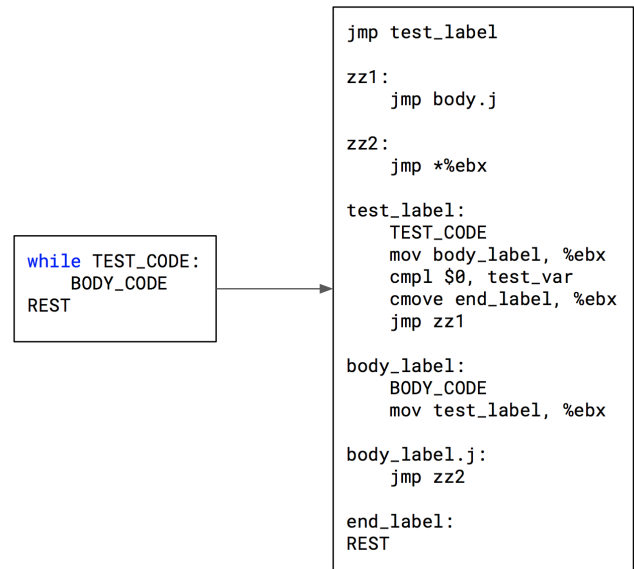 while TEST_CODE:
BODY_CODE
REST
jmp test_label
zz1:
jmp body.j
zz2:
jmp *%ebx
test_label:
TEST_CODE
mov body_label, %ebx
cmpl $0, test_var
cmove end_label, %ebx
jmp zz1
body_label:
BODY_CODE
mov test_label, %ebx
body_label.j:
jmp zz2
end_label:
REST